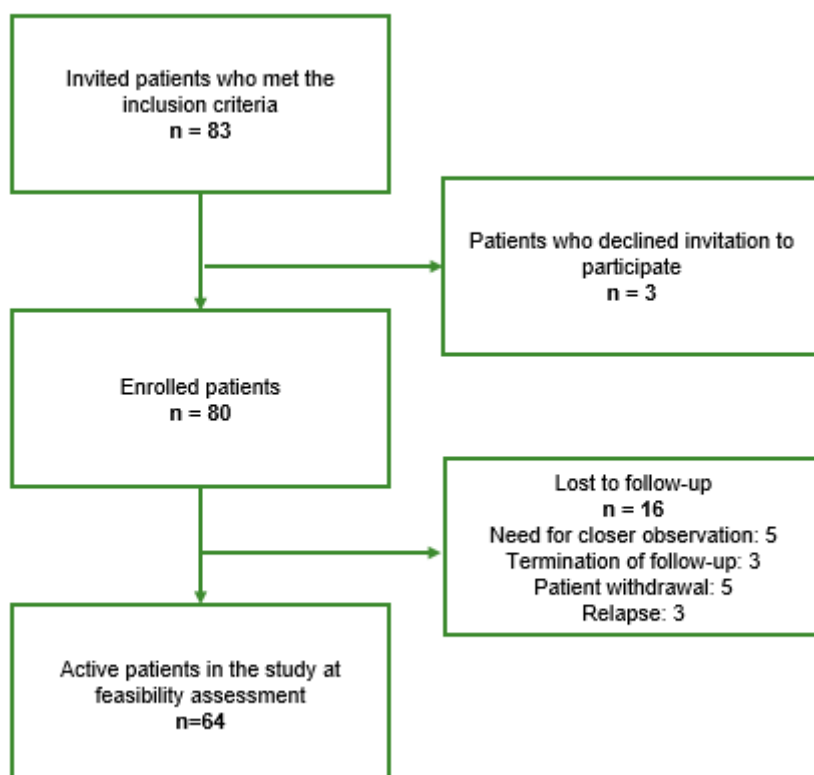 Invited patients who met the
inclusion criteria
n = 83
Patients who declined invitation to
participate
n = 3
Enrolled patients
n = 80
Lost to follow-up
n = 16
Need for closer observation: 5
Termination of follow-up: 3
Patient withdrawal: 5
Relapse: 3
Active patients in the study at
feasibility assessment
n=64